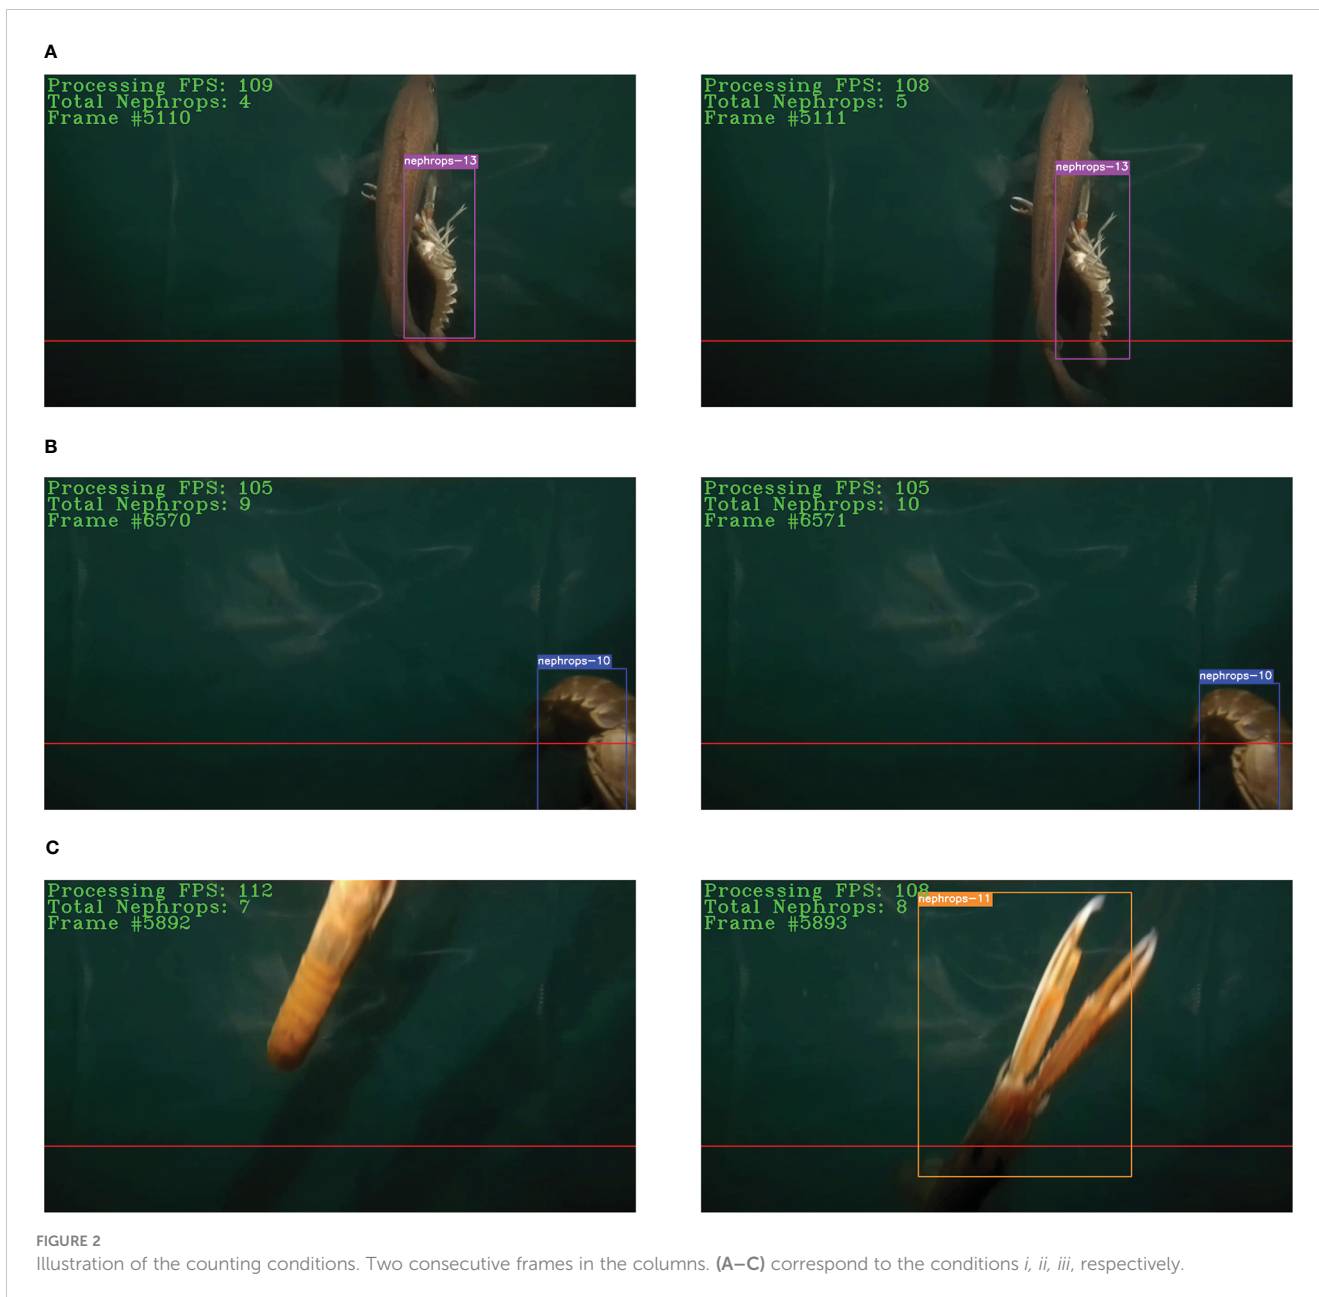 A
Processing FPS: 109
Total Nephrops: 4
Frame #5110
nephrops-13
Processing FPS: 108
Total Nephrops: 5
Frame #5111
nephrops-13
B
Processing FPS: 105
Total Nephrops: 9
Frame #6570
nephrops-10
Processing FPS: 105
Total Nephrops: 10
Frame #6571
nephrops-10
C
Processing FPS: 112
Total Nephrops: 7
Frame #5892
Processing FPS: 108
Total Nephrops: 8
Frame #5893
nephrops-11
FIGURE 2
Illustration of the counting conditions. Two consecutive frames in the columns. (A–C) correspond to the conditions i, ii, iii, respectively.